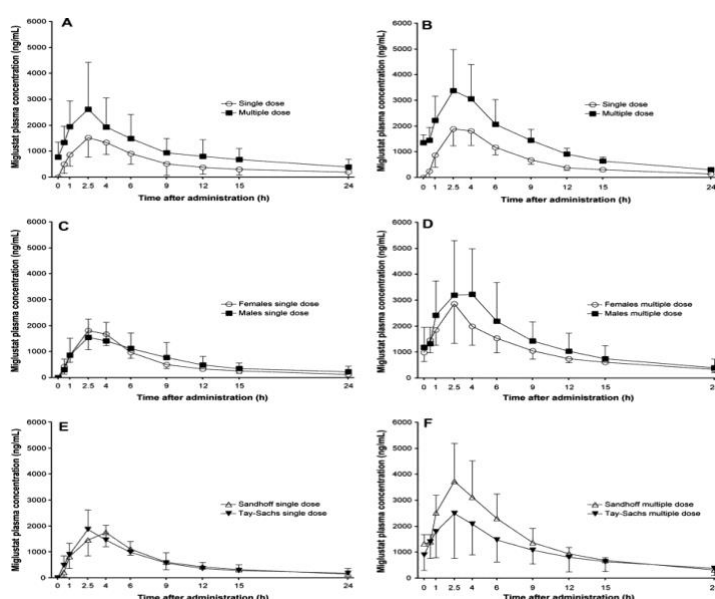 A
Miglustat plasma concentration (ng/mL)
6000
5000
4000
3000
2000
1000
0
Single dose
Multiple dose
0 1 2.5 4 6 9 12 15 24
Time after administration (h)
B
Miglustat plasma concentration (ng/mL)
6000
5000
4000
3000
2000
1000
0
Single dose
Multiple dose
0 1 2.5 4 6 9 12 15 24
Time after administration (h)
C
Miglustat plasma concentration (ng/mL)
6000
5000
4000
3000
2000
1000
0
Females single dose
Males single dose
0 1 2.5 4 6 9 12 15 24
Time after administration (h)
D
Miglustat plasma concentration (ng/mL)
6000
5000
4000
3000
2000
1000
0
Females multiple dose
Males multiple dose
0 1 2.5 4 6 9 12 15 2
Time after administration (h)
E
Miglustat plasma concentration (ng/mL)
6000
5000
4000
3000
2000
1000
0
Sandhoff single dose
Tay-Sachs single dose
0 1 2.5 4 6 9 12 15 24
Time after administration (h)
F
Miglustat plasma concentration (ng/mL)
6000
5000
4000
3000
2000
1000
0
Sandhoff multiple dose
Tay-Sachs multiple dose
0 1 2.5 4 6 9 12 15 24
Time after administration (h)